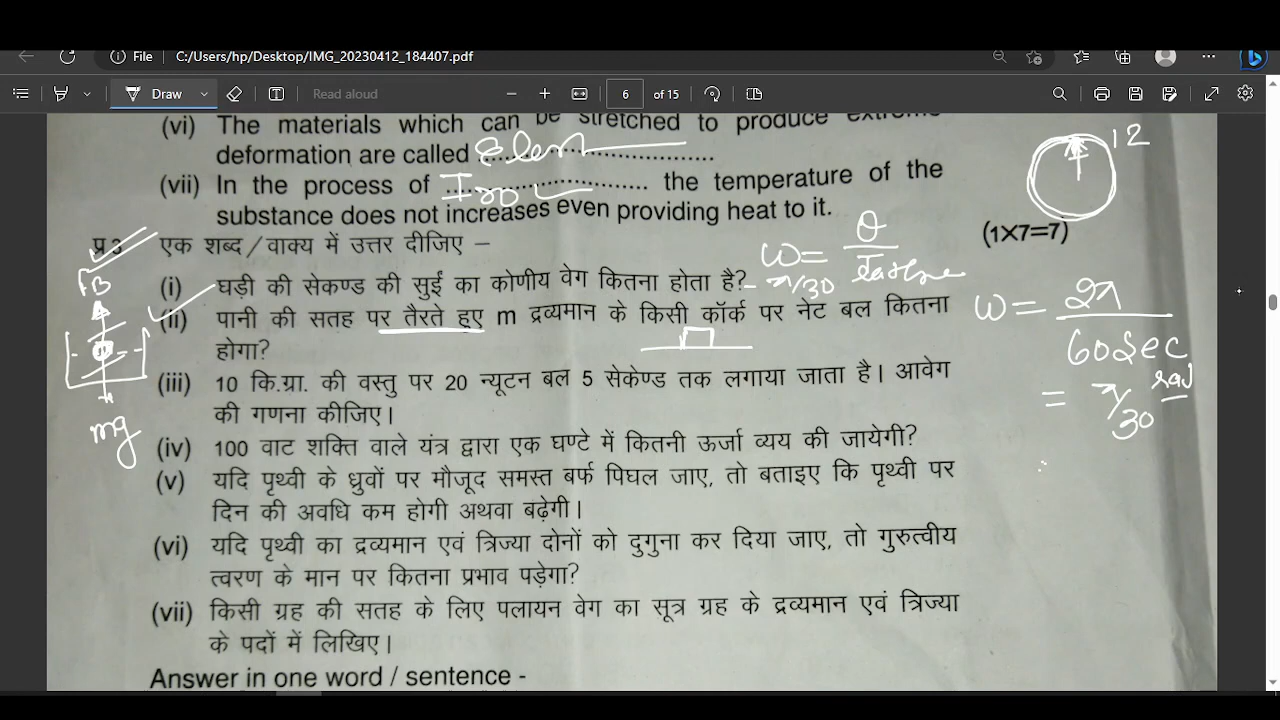 File C:/Users/hp/Desktop/IMG_20230412_184407.pdf
Draw Read aloud 6 of 15
(vi) The materials which can be stretched to produce extreme
deformation are called ....................................
(vii) In the process of Iso ........................... the temperature of the
substance does not increases even providing heat to it.
12
प्र 3 एक शब्द/वाक्य में उत्तर दीजिए –
(1X7=7)
(i) घड़ी की सेकण्ड की सुई का कोणीय वेग कितना होता है? - π/30
ω = θ
(ii) पानी की सतह पर तैरते हुए m द्रव्यमान के किसी कॉर्क पर नेट बल कितना
होगा?
ω = 2π
60 Sec
= π/30 rad
(iii) 10 कि.ग्रा. की वस्तु पर 20 न्यूटन बल 5 सेकेण्ड तक लगाया जाता है। आवेग
की गणना कीजिए।
mg
(iv) 100 वाट शक्ति वाले यंत्र द्वारा एक घण्टे में कितनी ऊर्जा व्यय की जायेगी?
(v) यदि पृथ्वी के ध्रुवों पर मौजूद समस्त बर्फ पिघल जाए, तो बताइए कि पृथ्वी पर
दिन की अवधि कम होगी अथवा बढ़ेगी।
(vi) यदि पृथ्वी का द्रव्यमान एवं त्रिज्या दोनों को दुगुना कर दिया जाए, तो गुरुत्वीय
त्वरण के मान पर कितना प्रभाव पड़ेगा?
(vii) किसी ग्रह की सतह के लिए पलायन वेग का सूत्र ग्रह के द्रव्यमान एवं त्रिज्या
के पदों में लिखिए।
Answer in one word / sentence -